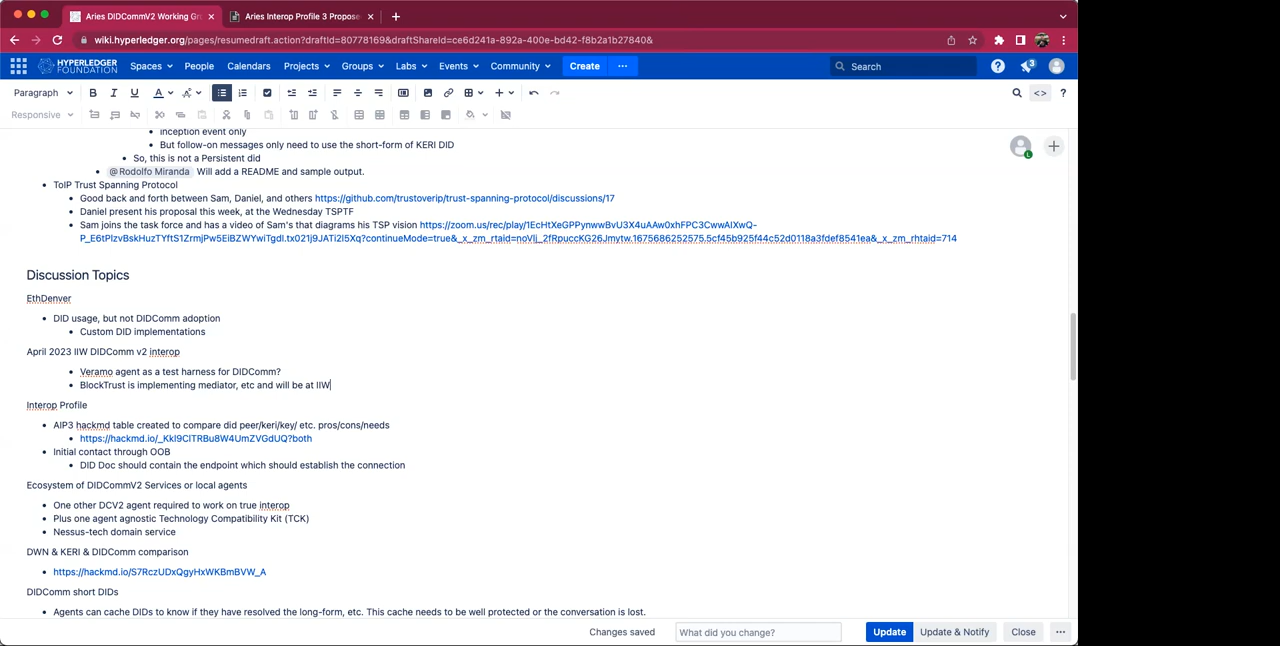 Aries DIDCommV2 Working Gr
Aries Interop Profile 3 Propose
wiki.hyperledger.org/pages/resumedraft.action?draftId=80778169&draftShareId=ce6d241a-892a-400e-bd42-f8b2a1b27840&
HYPERLEDGER FOUNDATION Spaces People Calendars Projects Groups Labs Events Community Create Search 3
Paragraph B I U A
Responsive
inception event only
But follow-on messages only need to use the short-form of KERI DID
So, this is not a Persistent did
@Rodolfo Miranda Will add a README and sample output.
ToIP Trust Spanning Protocol
Good back and forth between Sam, Daniel, and others https://github.com/trustoverip/trust-spanning-protocol/discussions/17
Daniel present his proposal this week, at the Wednesday TSPTF
Sam joins the task force and has a video of Sam's that diagrams his TSP vision https://zoom.us/rec/play/1EcHtXeGPPynwwBvU3X4uAAw0xhFPC3CwwAlXwQ-
P_E6tPlzvBskHuzTYftS1ZrmjPw5EiBZWYwiTgdl.tx021j9JATi2I5Xq?continueMode=true&_x_zm_rtaid=noVlj_2fRpuccKG26Jmytw.1675686252575.5cf45b925f44c52d0118a3fdef8541ea&_x_zm_rhtaid=714
Discussion Topics
EthDenver
DID usage, but not DIDComm adoption
Custom DID implementations
April 2023 IIW DIDComm v2 interop
Veramo agent as a test harness for DIDComm?
BlockTrust is implementing mediator, etc and will be at IIW
Interop Profile
AIP3 hackmd table created to compare did peer/keri/key/ etc. pros/cons/needs
https://hackmd.io/_KkI9ClTRBu8W4UmZVGdUQ?both
Initial contact through OOB
DID Doc should contain the endpoint which should establish the connection
Ecosystem of DIDCommV2 Services or local agents
One other DCV2 agent required to work on true interop
Plus one agent agnostic Technology Compatibility Kit (TCK)
Nessus-tech domain service
DWN & KERI & DIDComm comparison
https://hackmd.io/S7RczUDxQgyHxWKBmBVW_A
DIDComm short DIDs
Agents can cache DIDs to know if they have resolved the long-form, etc. This cache needs to be well protected or the conversation is lost.
Changes saved What did you change? Update Update & Notify Close